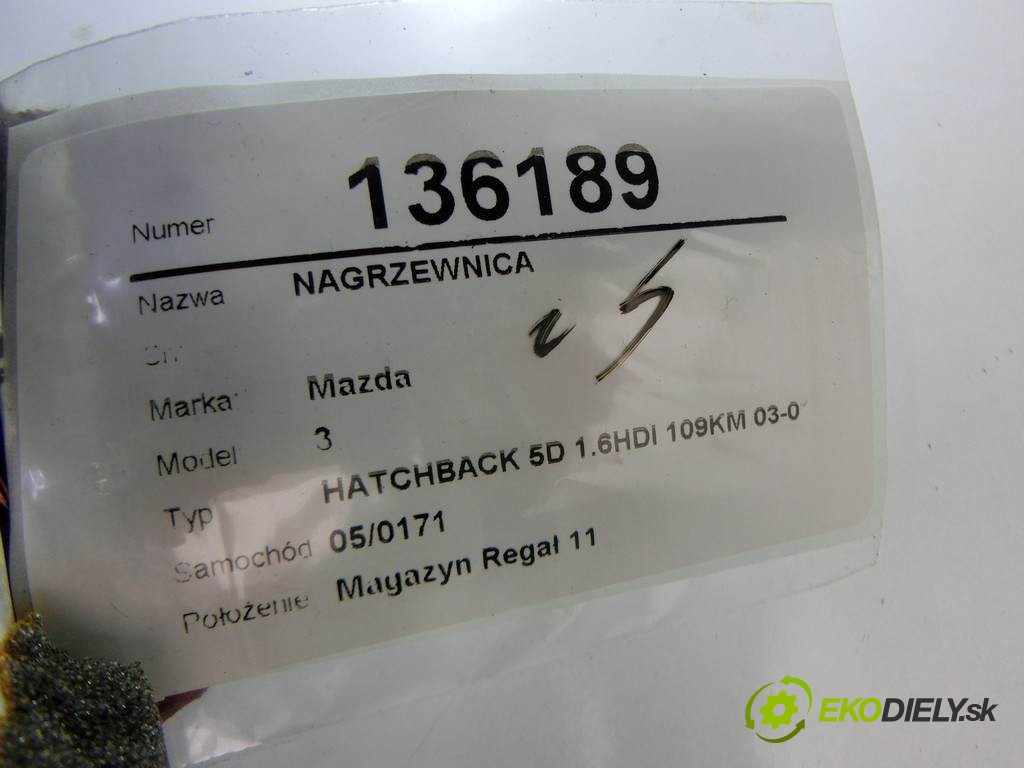 Numer 136189
Nazwa NAGRZEWNICA
Marka Mazda
Model 3
Typ HATCHBACK 5D 1.6HDI 109KM 03-0
Samochód 05/0171
Położenie Magazyn Regał 11
EKODIELY.sk